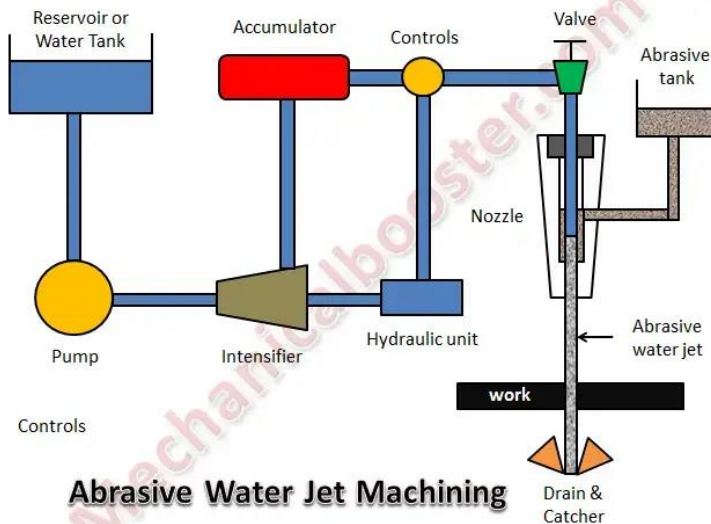 Reservoir or
Water Tank
Accumulator
Controls
Valve
Abrasive
tank
Nozzle
Pump
Intensifier
Hydraulic unit
Abrasive
water jet
work
Controls
Abrasive Water Jet Machining
Drain &
Catcher
Mechanicalbooster.com